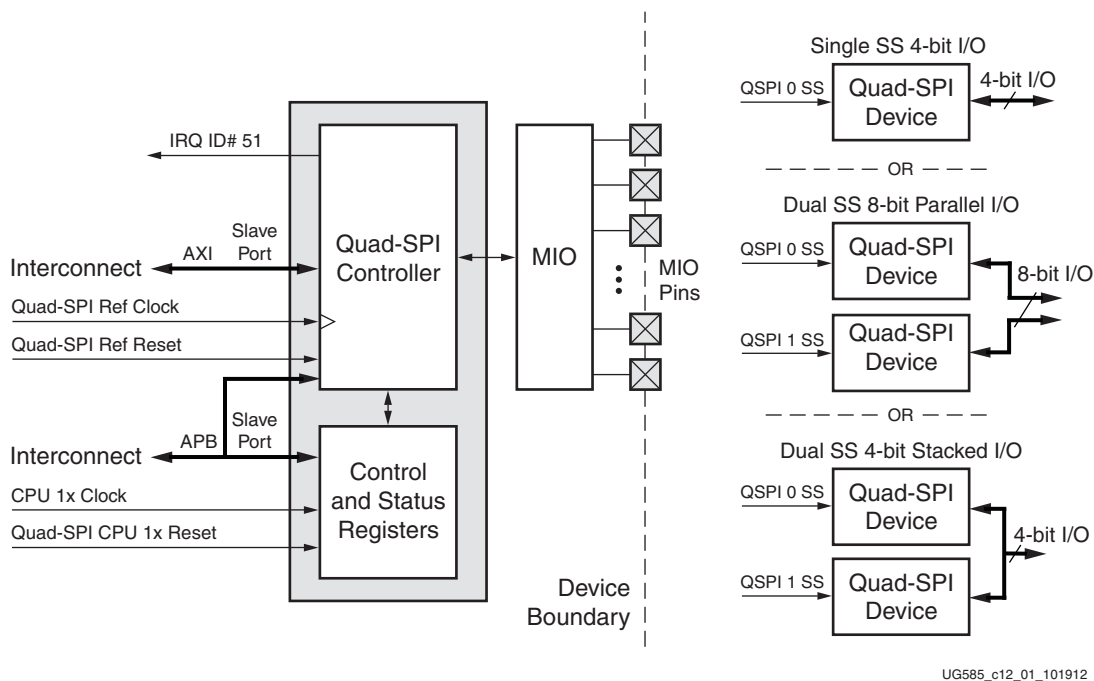 IRQ ID# 51
Slave
Port
AXI
Interconnect
Quad-SPI Ref Clock
Quad-SPI Ref Reset
Slave
Port
APB
Interconnect
CPU 1x Clock
Quad-SPI CPU 1x Reset
Quad-SPI
Controller
Control
and Status
Registers
MIO
MIO
Pins
Device
Boundary
Single SS 4-bit I/O
QSPI 0 SS
Quad-SPI
Device
4-bit I/O
OR
Dual SS 8-bit Parallel I/O
QSPI 0 SS
Quad-SPI
Device
8-bit I/O
QSPI 1 SS
Quad-SPI
Device
OR
Dual SS 4-bit Stacked I/O
QSPI 0 SS
Quad-SPI
Device
4-bit I/O
QSPI 1 SS
Quad-SPI
Device
UG585_c12_01_101912